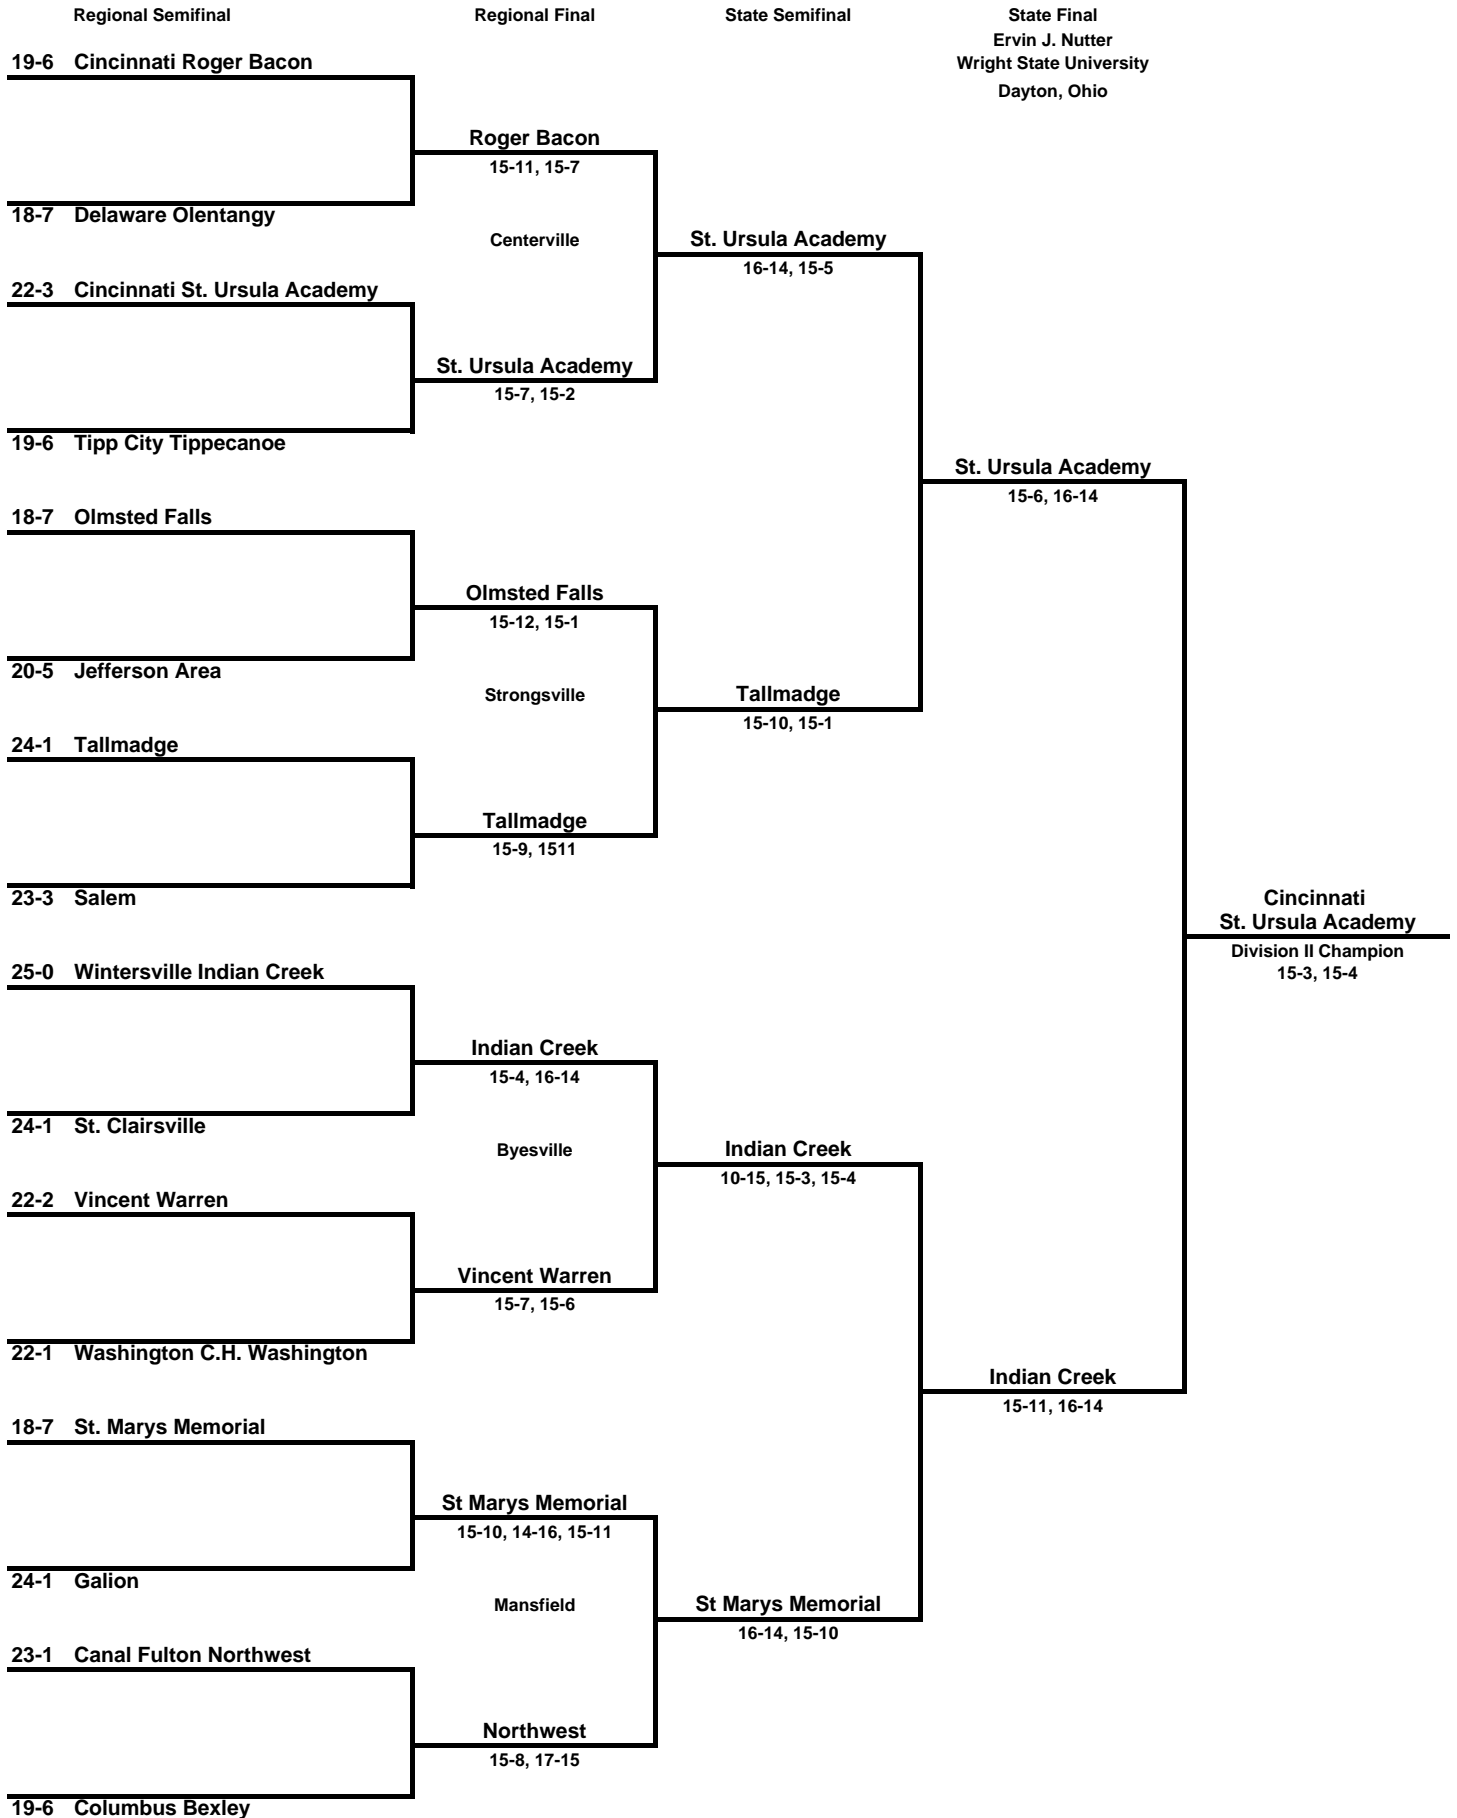 Regional Semifinal
Regional Final
State Semifinal
State Final
Ervin J. Nutter
Wright State University
Dayton, Ohio
19-6 Cincinnati Roger Bacon
Roger Bacon
15-11, 15-7
18-7 Delaware Olentangy
Centerville
St. Ursula Academy
16-14, 15-5
22-3 Cincinnati St. Ursula Academy
St. Ursula Academy
15-7, 15-2
19-6 Tipp City Tippecanoe
St. Ursula Academy
15-6, 16-14
18-7 Olmsted Falls
Olmsted Falls
15-12, 15-1
20-5 Jefferson Area
Strongsville
Tallmadge
15-10, 15-1
24-1 Tallmadge
Tallmadge
15-9, 1511
23-3 Salem
Cincinnati
St. Ursula Academy
Division II Champion
15-3, 15-4
25-0 Wintersville Indian Creek
Indian Creek
15-4, 16-14
24-1 St. Clairsville
Byesville
Indian Creek
10-15, 15-3, 15-4
22-2 Vincent Warren
Vincent Warren
15-7, 15-6
22-1 Washington C.H. Washington
Indian Creek
15-11, 16-14
18-7 St. Marys Memorial
St Marys Memorial
15-10, 14-16, 15-11
24-1 Galion
Mansfield
St Marys Memorial
16-14, 15-10
23-1 Canal Fulton Northwest
Northwest
15-8, 17-15
19-6 Columbus Bexley